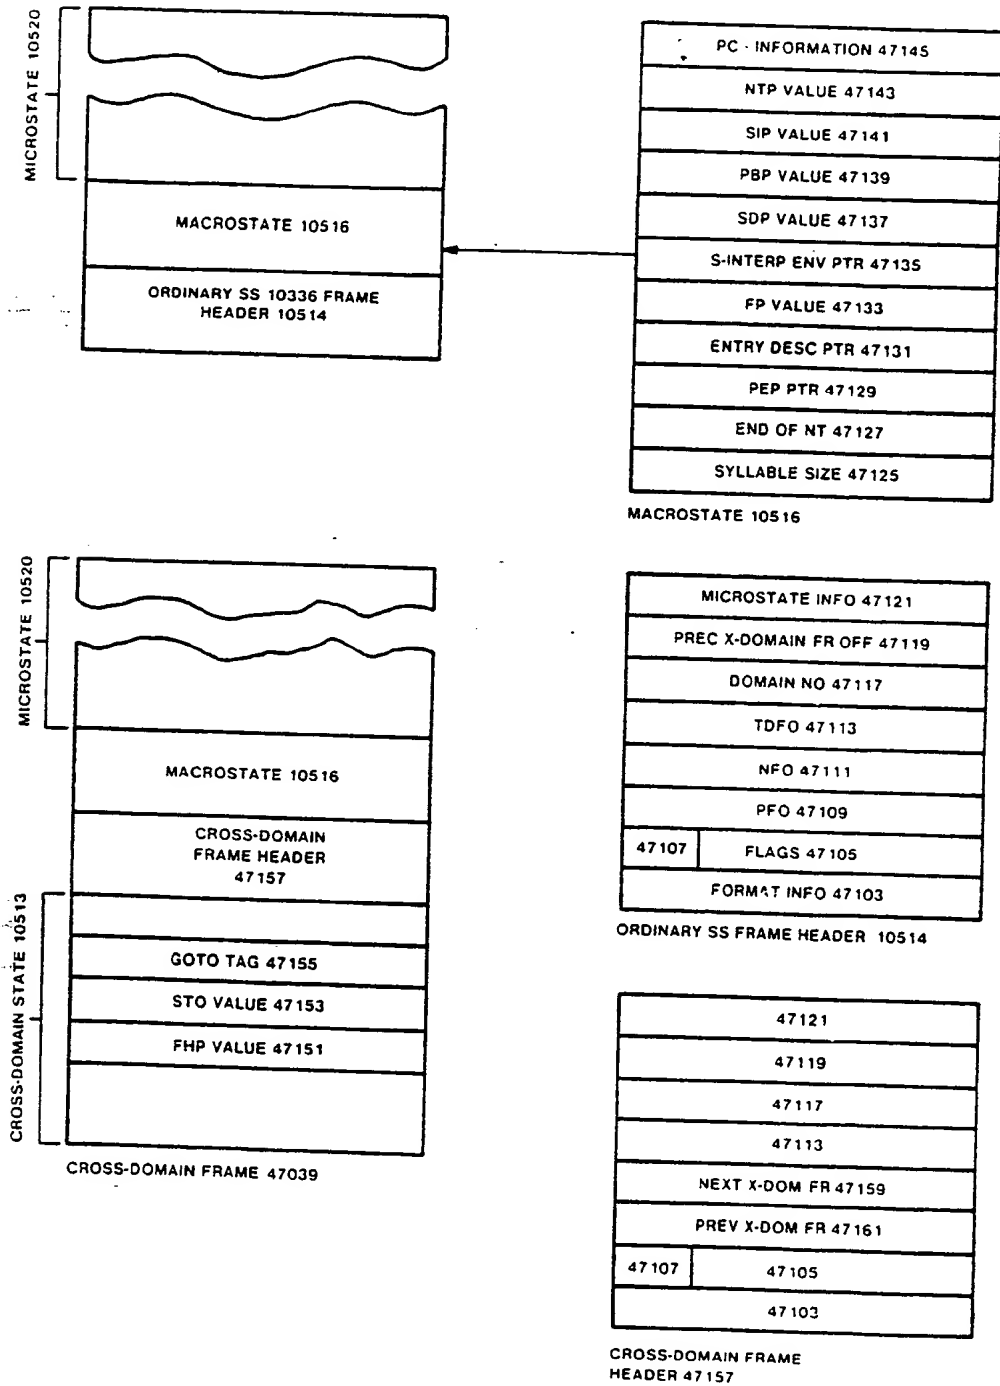 MICROSTATE 10520
MACROSTATE 10516
ORDINARY SS 10336 FRAME
HEADER 10514
PC - INFORMATION 47145
NTP VALUE 47143
SIP VALUE 47141
PBP VALUE 47139
SDP VALUE 47137
S-INTERP ENV PTR 47135
FP VALUE 47133
ENTRY DESC PTR 47131
PEP PTR 47129
END OF NT 47127
SYLLABLE SIZE 47125
MACROSTATE 10516
MICROSTATE 10520
MACROSTATE 10516
CROSS-DOMAIN
FRAME HEADER
47157
CROSS-DOMAIN STATE 10513
GOTO TAG 47155
STO VALUE 47153
FHP VALUE 47151
CROSS-DOMAIN FRAME 47039
MICROSTATE INFO 47121
PREC X-DOMAIN FR OFF 47119
DOMAIN NO 47117
TDFO 47113
NFO 47111
PFO 47109
47107 FLAGS 47105
FORMAT INFO 47103
ORDINARY SS FRAME HEADER 10514
47121
47119
47117
47113
NEXT X-DOM FR 47159
PREV X-DOM FR 47161
47107 47105
47103
CROSS-DOMAIN FRAME
HEADER 47157